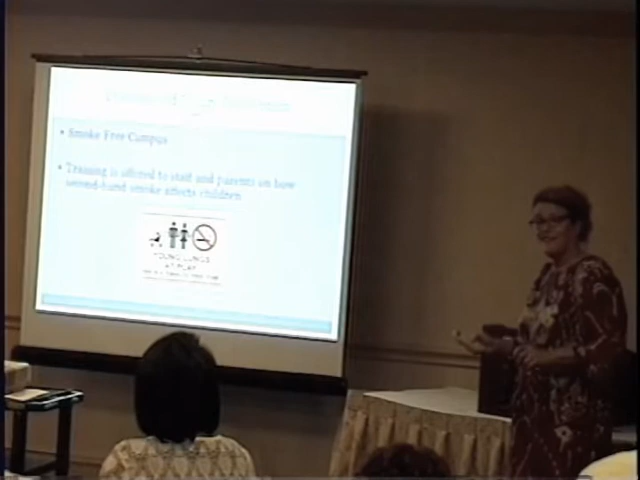 • Smoke Free Campus
• Training is offered to staff and parents on how
second-hand smoke affects children
YOUNG LUNGS
AT PLAY